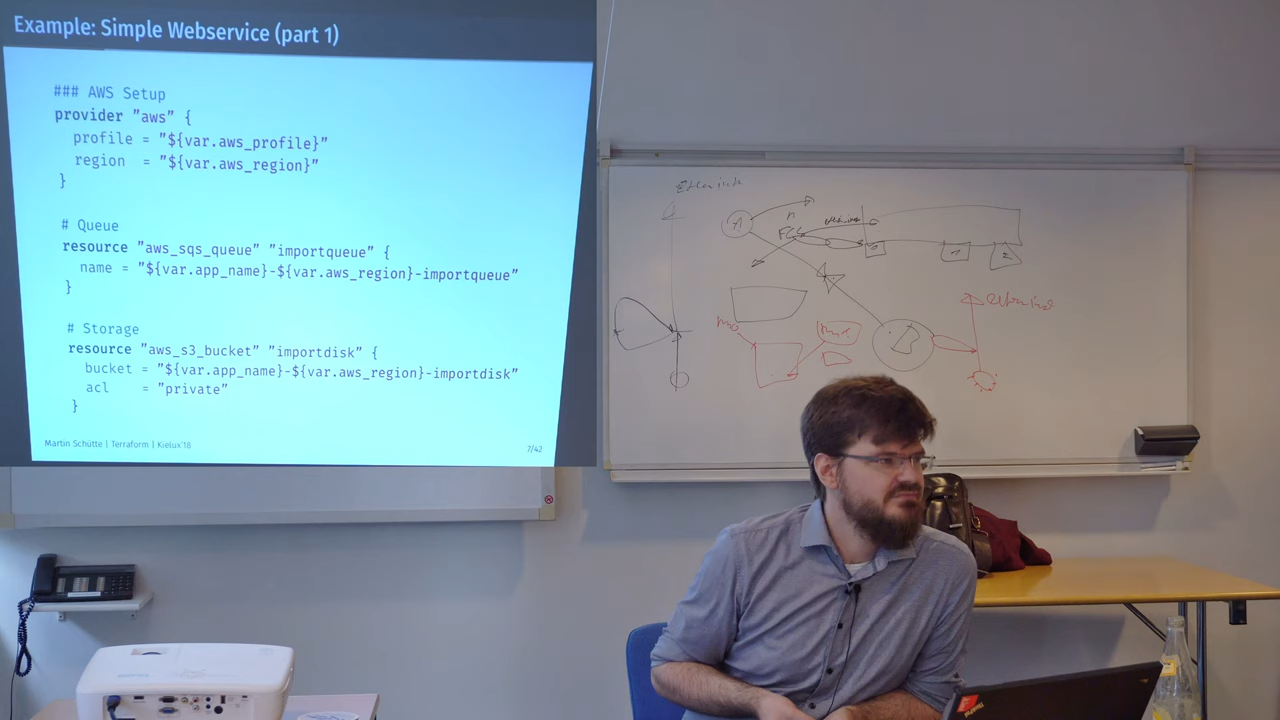 Example: Simple Webservice (part 1)
### AWS Setup
provider ”aws” {
profile = ”${var.aws_profile}”
region = ”${var.aws_region}”
}
# Queue
resource ”aws_sqs_queue” ”importqueue” {
name = ”${var.app_name}-${var.aws_region}-importqueue”
}
# Storage
resource ”aws_s3_bucket” ”importdisk” {
bucket = ”${var.app_name}-${var.aws_region}-importdisk”
acl = ”private”
}
Martin Schütte | Terraform | Kielux'18
7/42
A
B